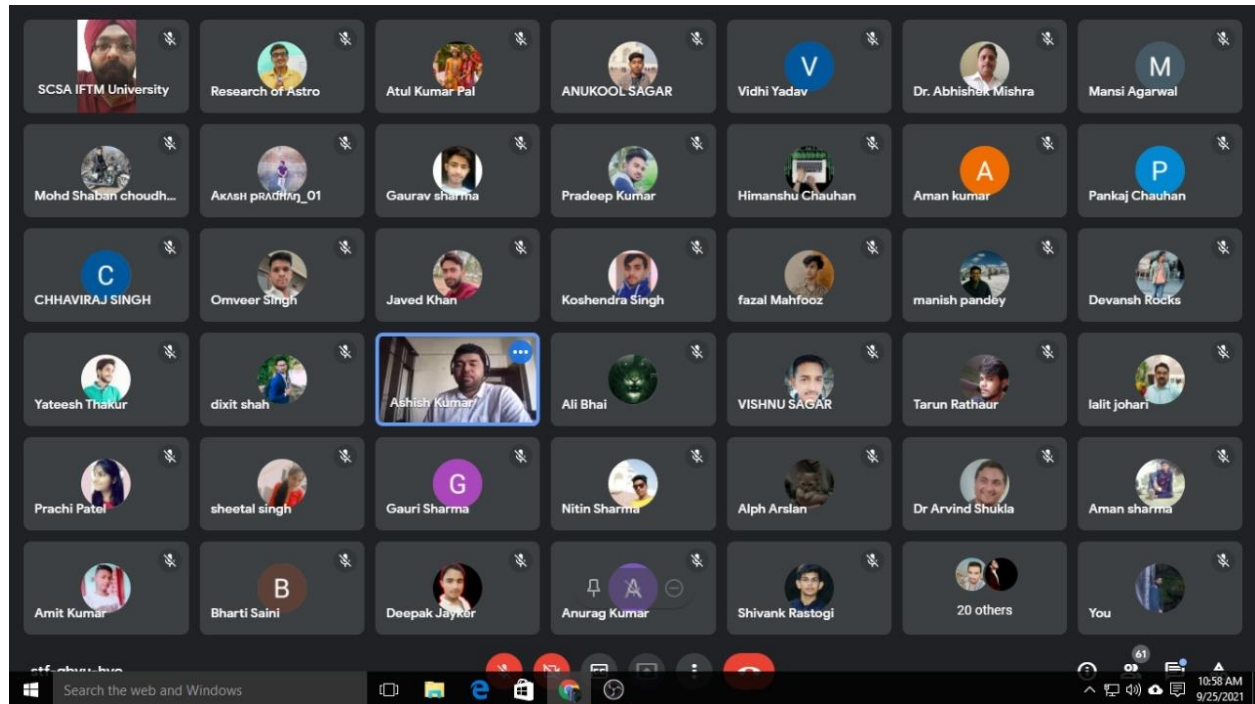 SCSA IFTM University
Research of Astro
Atul Kumar Pal
ANUKOOL SAGAR
V
Vidhi Yadav
Dr. Abhishek Mishra
M
Mansi Agarwal
Mohd Shaban choudh...
Aᴋᴀsʜ ᴘʀᴀᴅʜᴀɳ_01
Gaurav sharma
Pradeep Kumar
Himanshu Chauhan
A
Aman kumar
P
Pankaj Chauhan
C
CHHAVIRAJ SINGH
Omveer Singh
Javed Khan
Koshendra Singh
fazal Mahfooz
manish pandey
Devansh Rocks
Yateesh Thakur
dixit shah
Ashish Kumar
Ali Bhai
VISHNU SAGAR
Tarun Rathaur
lalit johari
Prachi Patel
sheetal singh
G
Gauri Sharma
Nitin Sharma
Alph Arslan
Dr Arvind Shukla
Aman sharma
Amit Kumar
B
Bharti Saini
Deepak Jayker
A
Anurag Kumar
Shivank Rastogi
20 others
You
61
Search the web and Windows
10:58 AM
9/25/2021